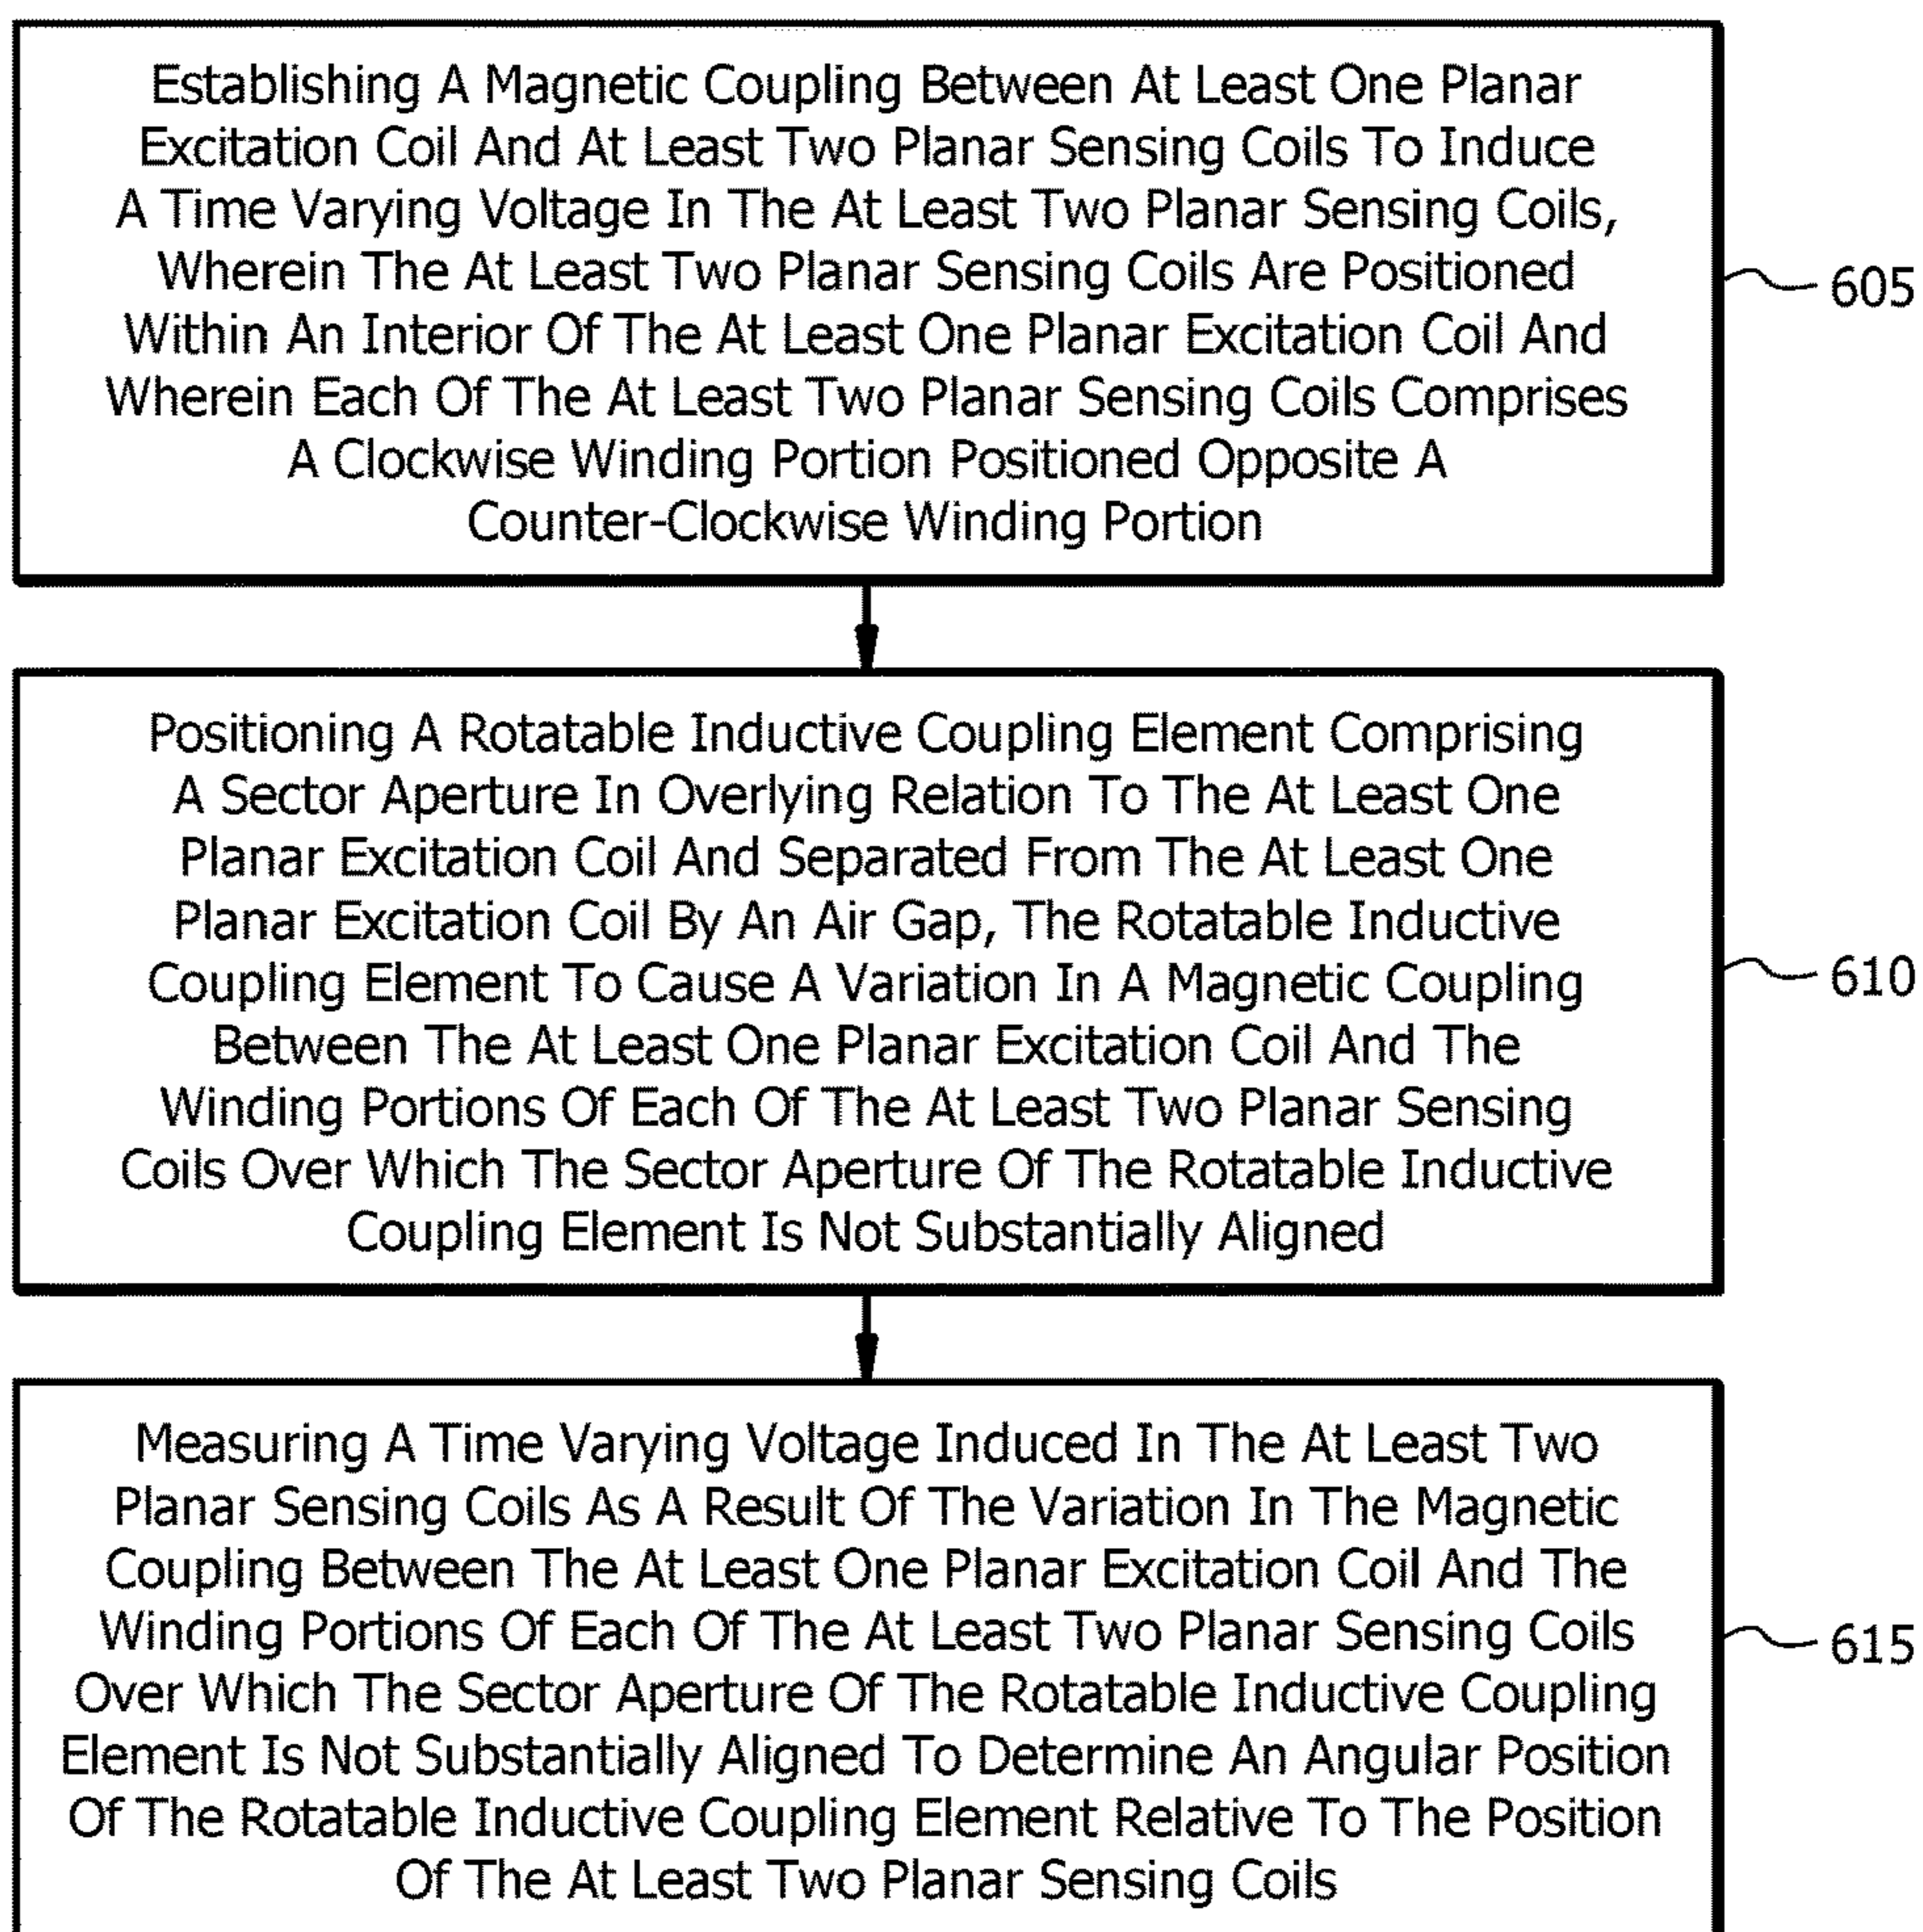 Establishing A Magnetic Coupling Between At Least One Planar
Excitation Coil And At Least Two Planar Sensing Coils To Induce
A Time Varying Voltage In The At Least Two Planar Sensing Coils,
Wherein The At Least Two Planar Sensing Coils Are Positioned
Within An Interior Of The At Least One Planar Excitation Coil And
Wherein Each Of The At Least Two Planar Sensing Coils Comprises
A Clockwise Winding Portion Positioned Opposite A
Counter-Clockwise Winding Portion
605
Positioning A Rotatable Inductive Coupling Element Comprising
A Sector Aperture In Overlying Relation To The At Least One
Planar Excitation Coil And Separated From The At Least One
Planar Excitation Coil By An Air Gap, The Rotatable Inductive
Coupling Element To Cause A Variation In A Magnetic Coupling
Between The At Least One Planar Excitation Coil And The
Winding Portions Of Each Of The At Least Two Planar Sensing
Coils Over Which The Sector Aperture Of The Rotatable Inductive
Coupling Element Is Not Substantially Aligned
610
Measuring A Time Varying Voltage Induced In The At Least Two
Planar Sensing Coils As A Result Of The Variation In The Magnetic
Coupling Between The At Least One Planar Excitation Coil And The
Winding Portions Of Each Of The At Least Two Planar Sensing Coils
Over Which The Sector Aperture Of The Rotatable Inductive Coupling
Element Is Not Substantially Aligned To Determine An Angular Position
Of The Rotatable Inductive Coupling Element Relative To The Position
Of The At Least Two Planar Sensing Coils
615